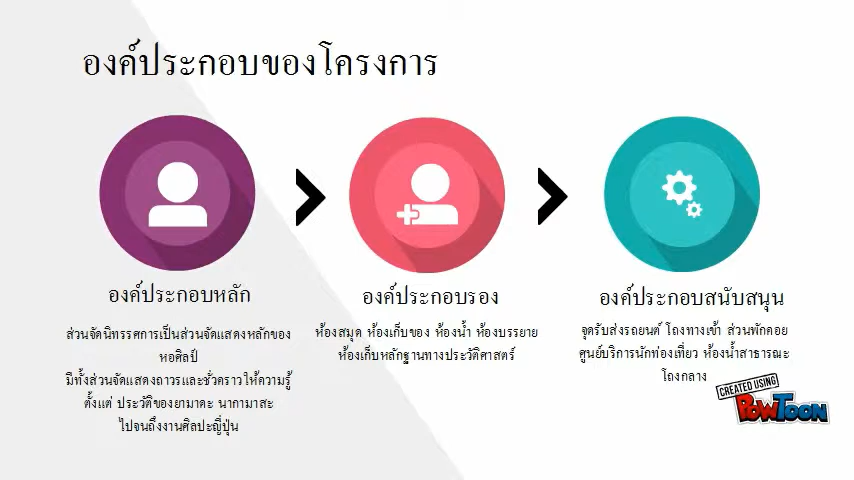 องค์ประกอบของโครงการ
องค์ประกอบหลัก
ส่วนจัดนิทรรศการเป็นส่วนจัดแสดงหลักของ
หอศิลป์
มีทั้งส่วนจัดแสดงถาวรและชั่วคราวให้ความรู้
ตั้งแต่ ประวัติของยามาดะ นากามาสะ
ไปจนถึงงานศิลปะญี่ปุ่น
องค์ประกอบรอง
ห้องสมุด ห้องเก็บของ ห้องน้ำ ห้องบรรยาย
ห้องเก็บหลักฐานทางประวัติศาสตร์
องค์ประกอบสนับสนุน
จุดรับส่งรถยนต์ โถงทางเข้า ส่วนพักคอย
ศูนย์บริการนักท่องเที่ยว ห้องน้ำสาธารณะ
โถงกลาง
CREATED USING
POWTOON